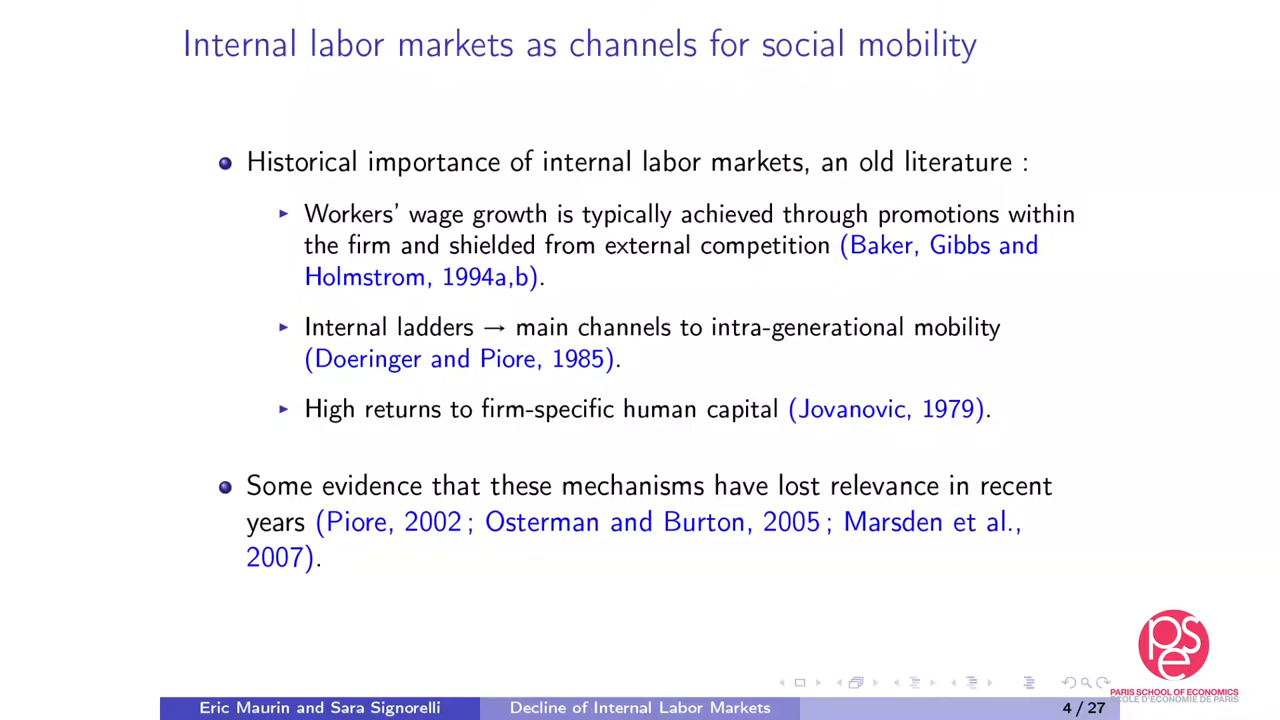 Internal labor markets as channels for social mobility
Historical importance of internal labor markets, an old literature :
Workers' wage growth is typically achieved through promotions within
the firm and shielded from external competition (Baker, Gibbs and
Holmstrom, 1994a,b).
Internal ladders → main channels to intra-generational mobility
(Doeringer and Piore, 1985).
High returns to firm-specific human capital (Jovanovic, 1979).
Some evidence that these mechanisms have lost relevance in recent
years (Piore, 2002 ; Osterman and Burton, 2005 ; Marsden et al.,
2007).
pse
PARIS SCHOOL OF ECONOMICS
ÉCOLE D'ÉCONOMIE DE PARIS
Eric Maurin and Sara Signorelli Decline of Internal Labor Markets 4 / 27